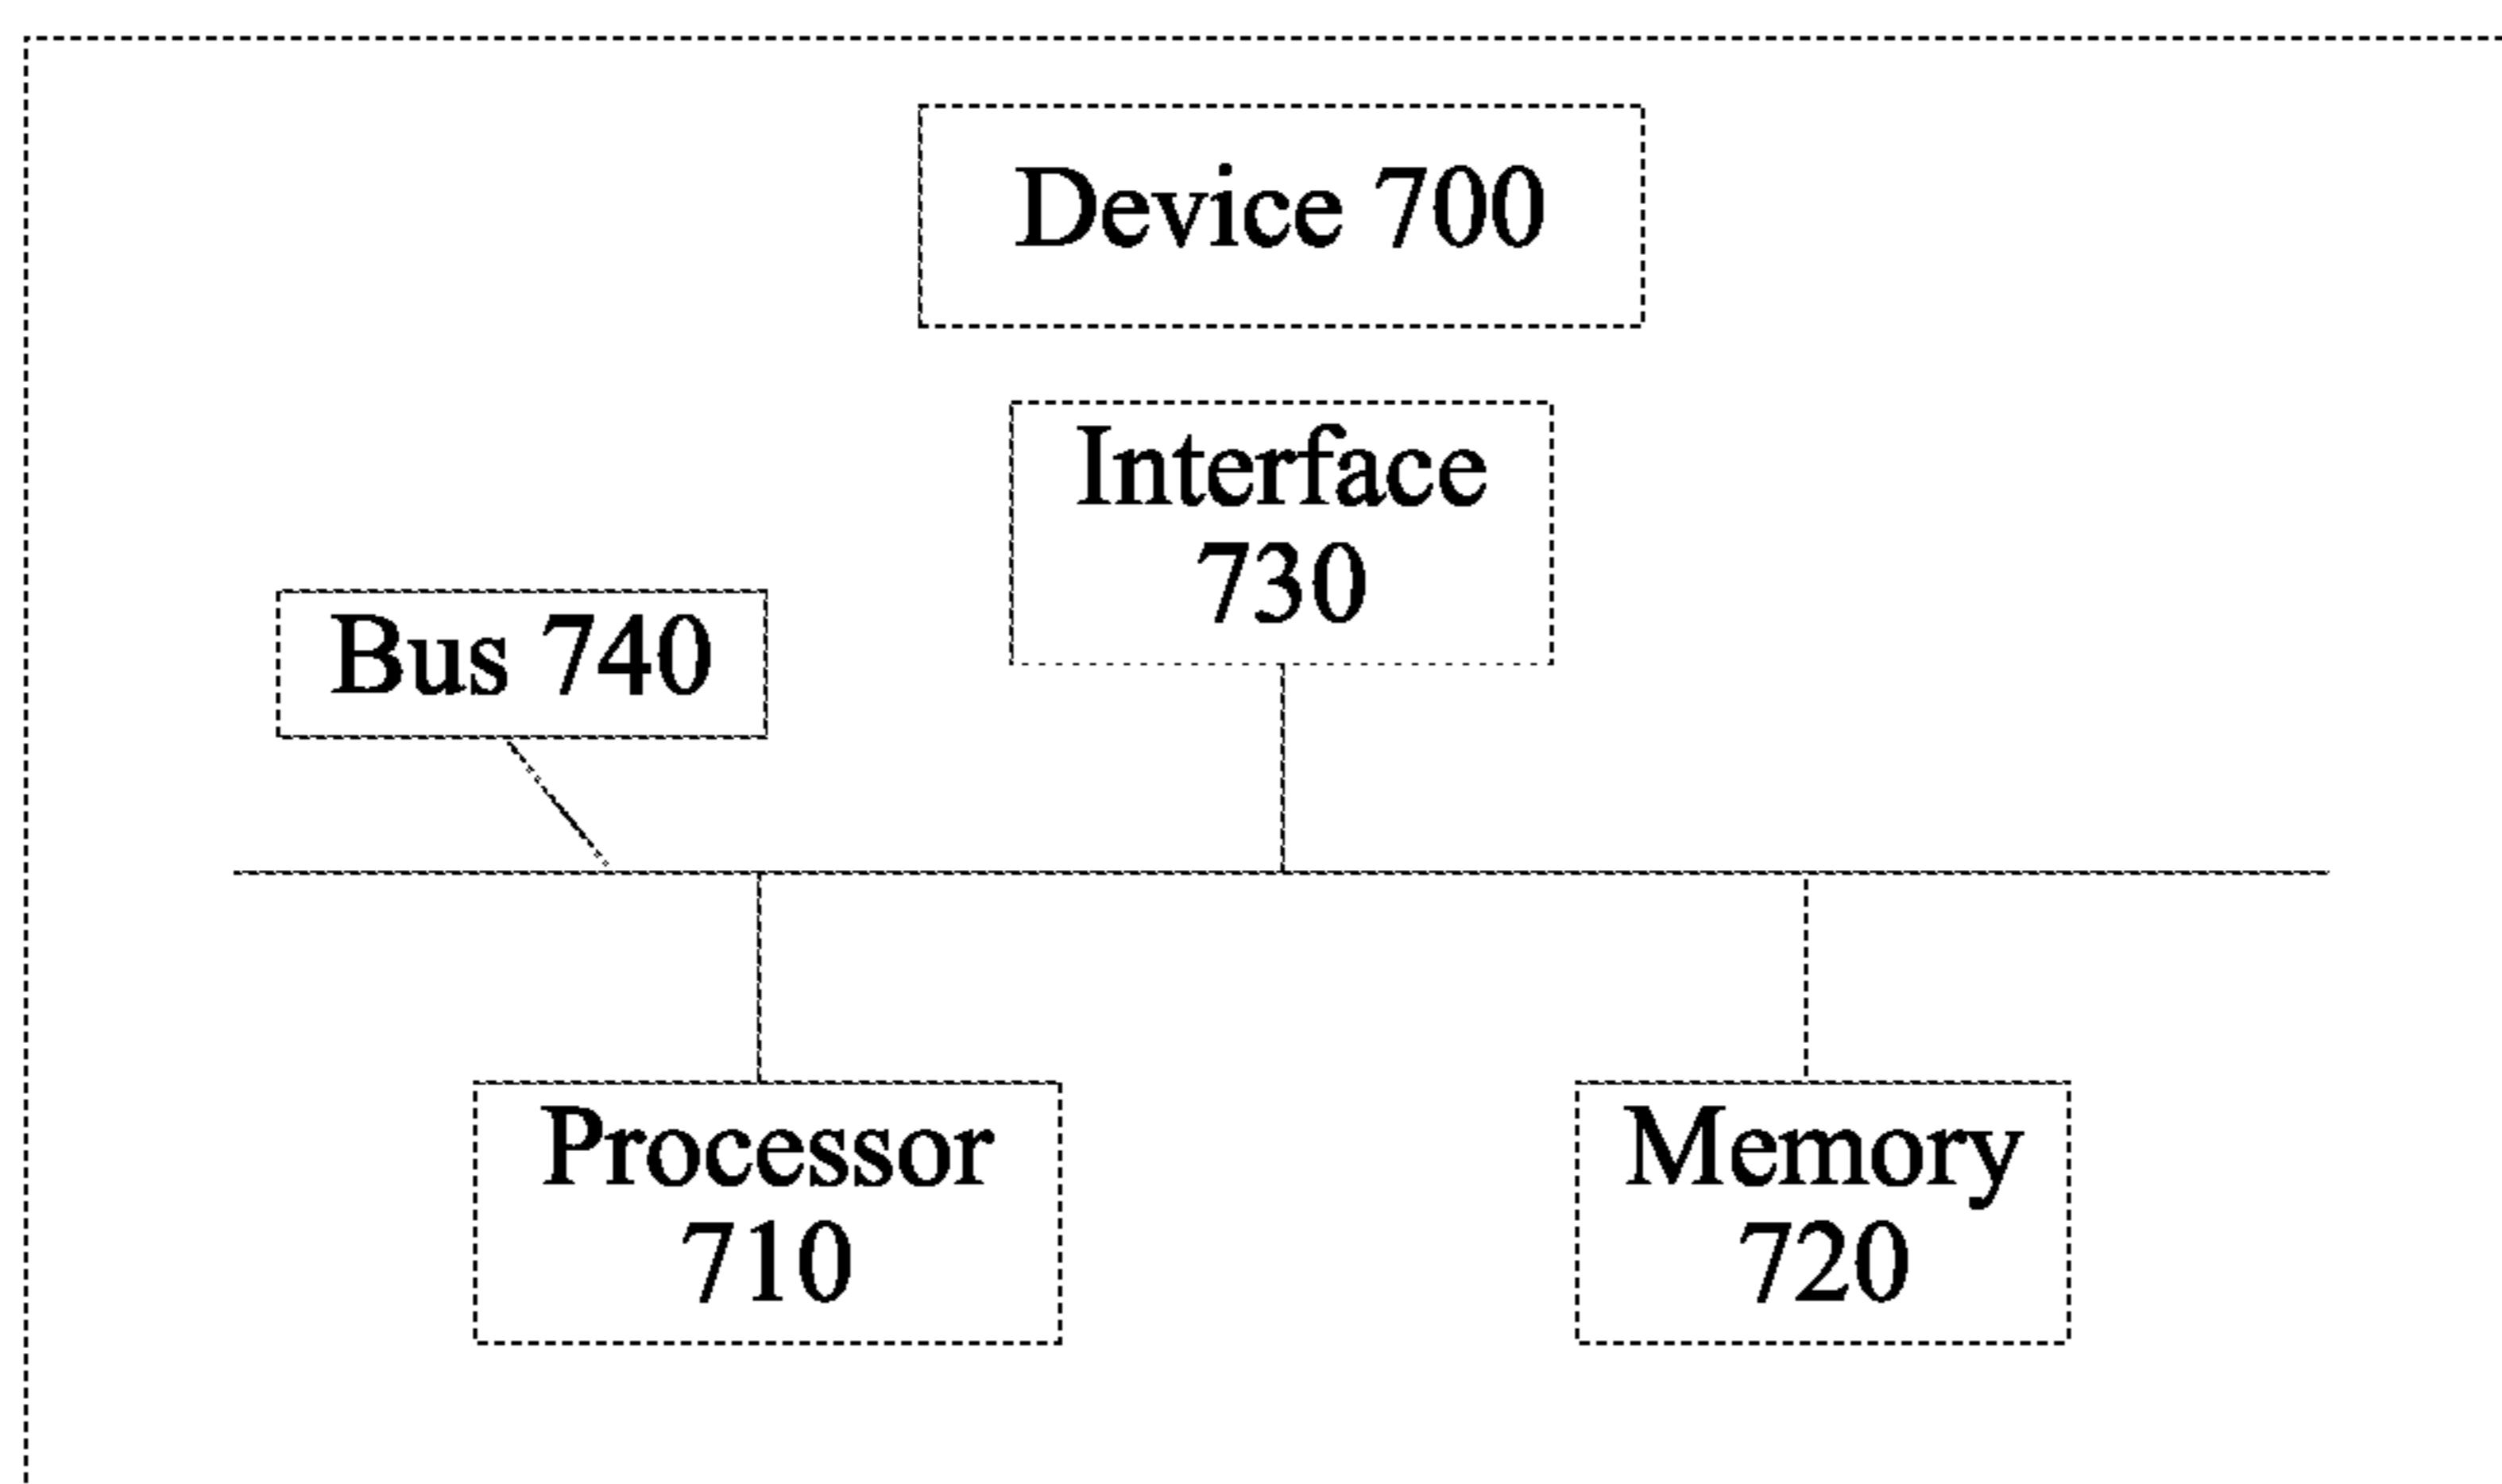 Device 700
Interface
730
Bus 740
Processor
710
Memory
720